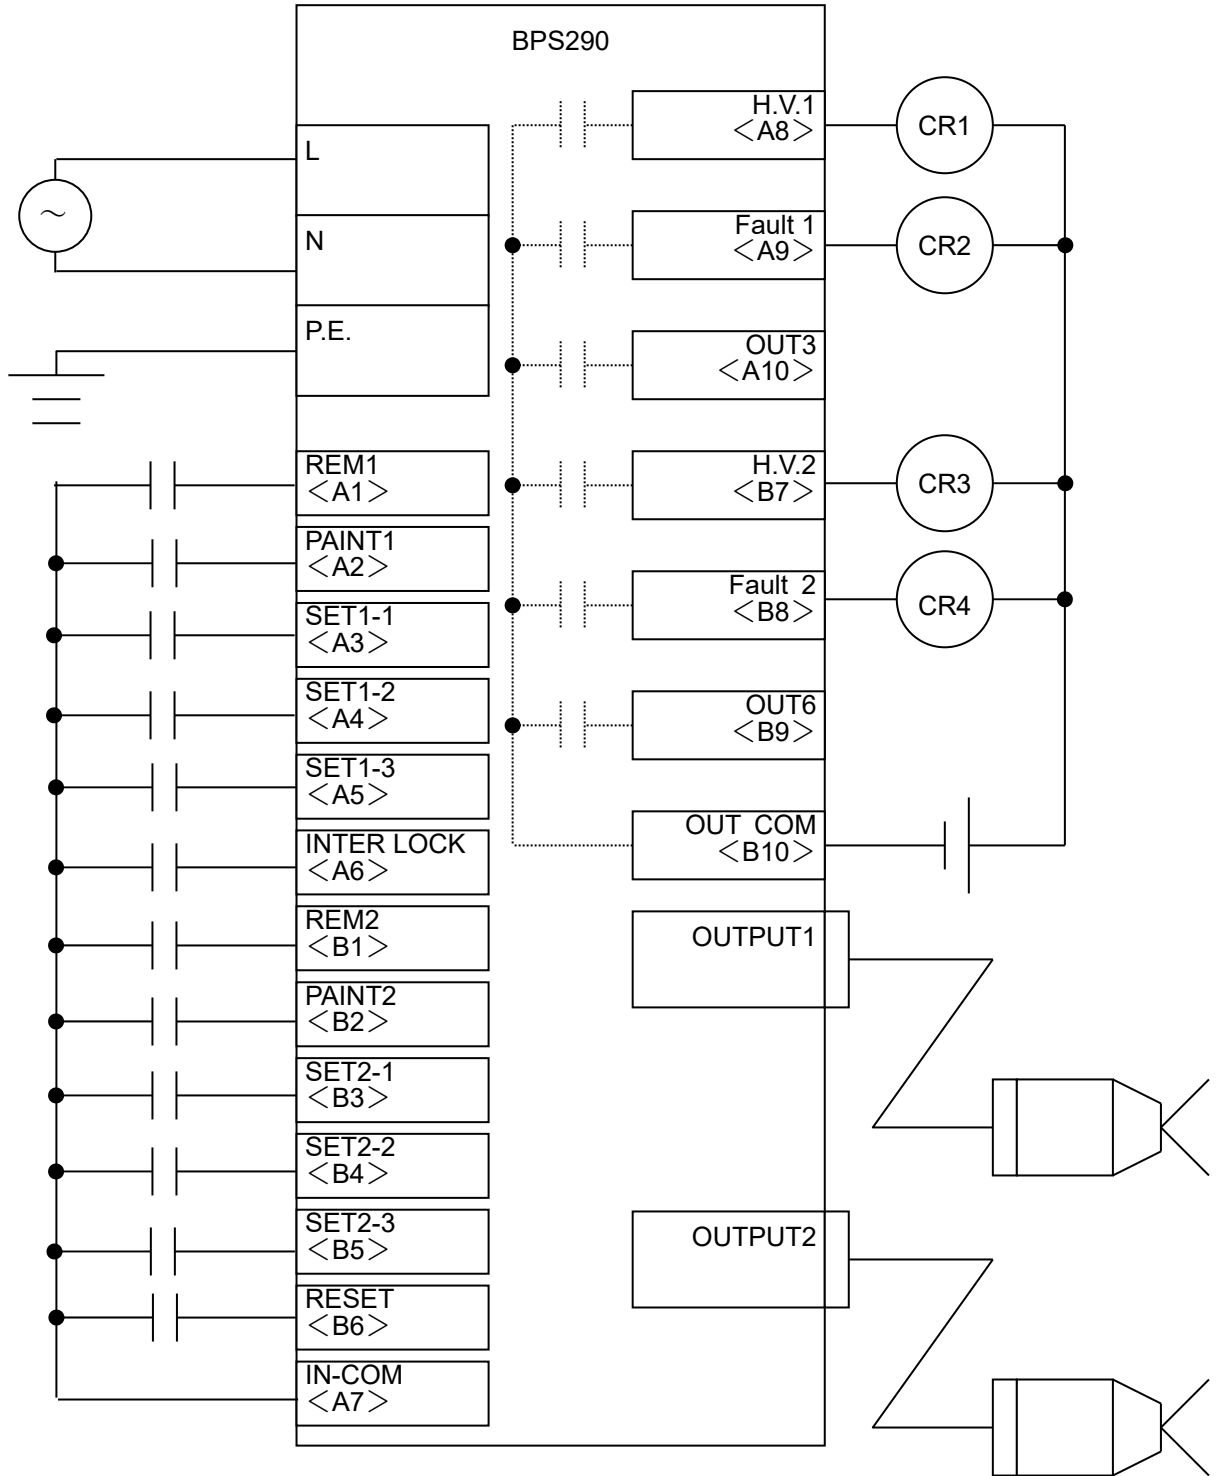 BPS290
L
N
P.E.
REM1
<A1>
PAINT1
<A2>
SET1-1
<A3>
SET1-2
<A4>
SET1-3
<A5>
INTER LOCK
<A6>
REM2
<B1>
PAINT2
<B2>
SET2-1
<B3>
SET2-2
<B4>
SET2-3
<B5>
RESET
<B6>
IN-COM
<A7>
H.V.1
<A8>
CR1
Fault 1
<A9>
CR2
OUT3
<A10>
H.V.2
<B7>
CR3
Fault 2
<B8>
CR4
OUT6
<B9>
OUT COM
<B10>
OUTPUT1
OUTPUT2